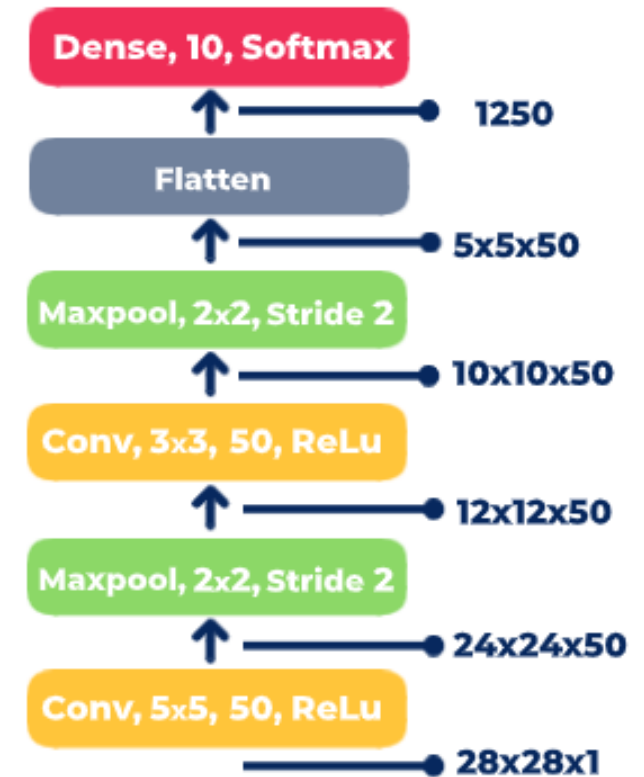 Dense, 10, Softmax
1250
Flatten
5x5x50
Maxpool, 2x2, Stride 2
10x10x50
Conv, 3x3, 50, ReLu
12x12x50
Maxpool, 2x2, Stride 2
24x24x50
Conv, 5x5, 50, ReLu
28x28x1